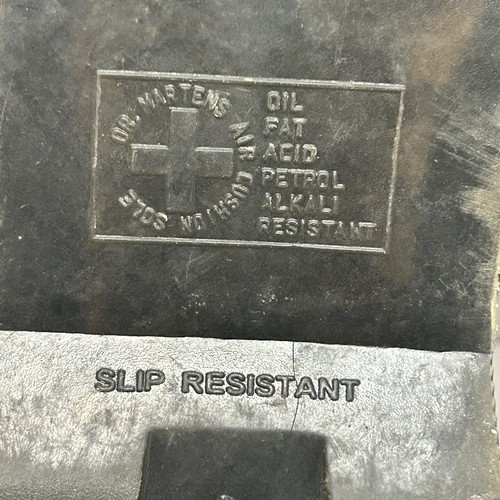 DR. MARTENS AIR CUSHION SOLE
OIL
FAT
ACID
PETROL
ALKALI
RESISTANT
SLIP RESISTANT